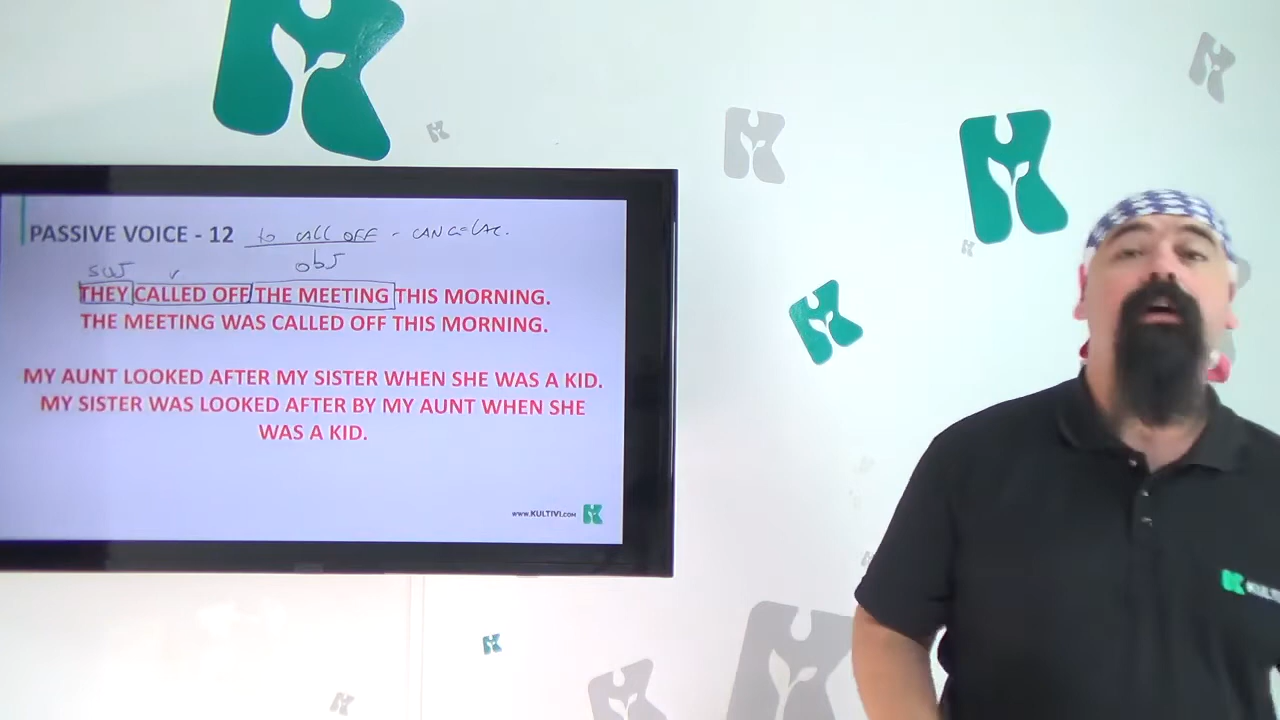 PASSIVE VOICE - 12 to CALL OFF - CANCELAR.
SUJ V obj
THEY CALLED OFF THE MEETING THIS MORNING.
THE MEETING WAS CALLED OFF THIS MORNING.
MY AUNT LOOKED AFTER MY SISTER WHEN SHE WAS A KID.
MY SISTER WAS LOOKED AFTER BY MY AUNT WHEN SHE
WAS A KID.
WWW.KULTIVI.COM